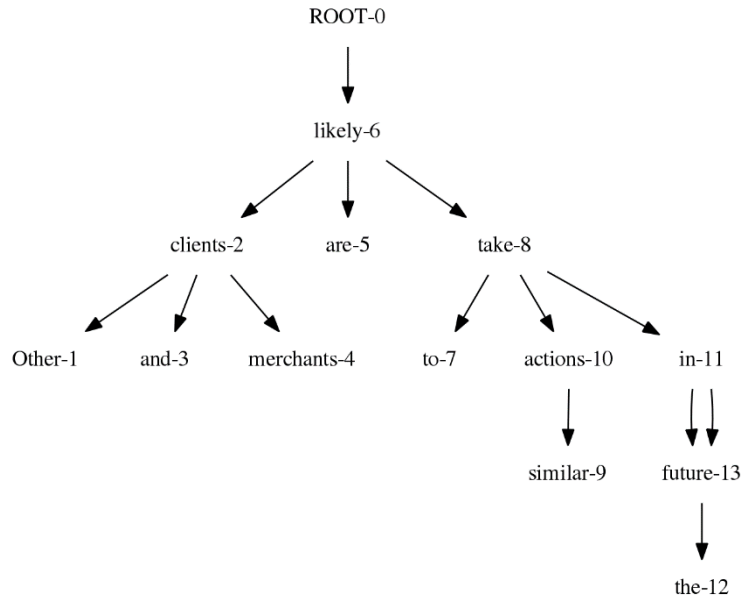 ROOT-0
likely-6
clients-2 are-5 take-8
Other-1 and-3 merchants-4 to-7 actions-10 in-11
similar-9 future-13
the-12